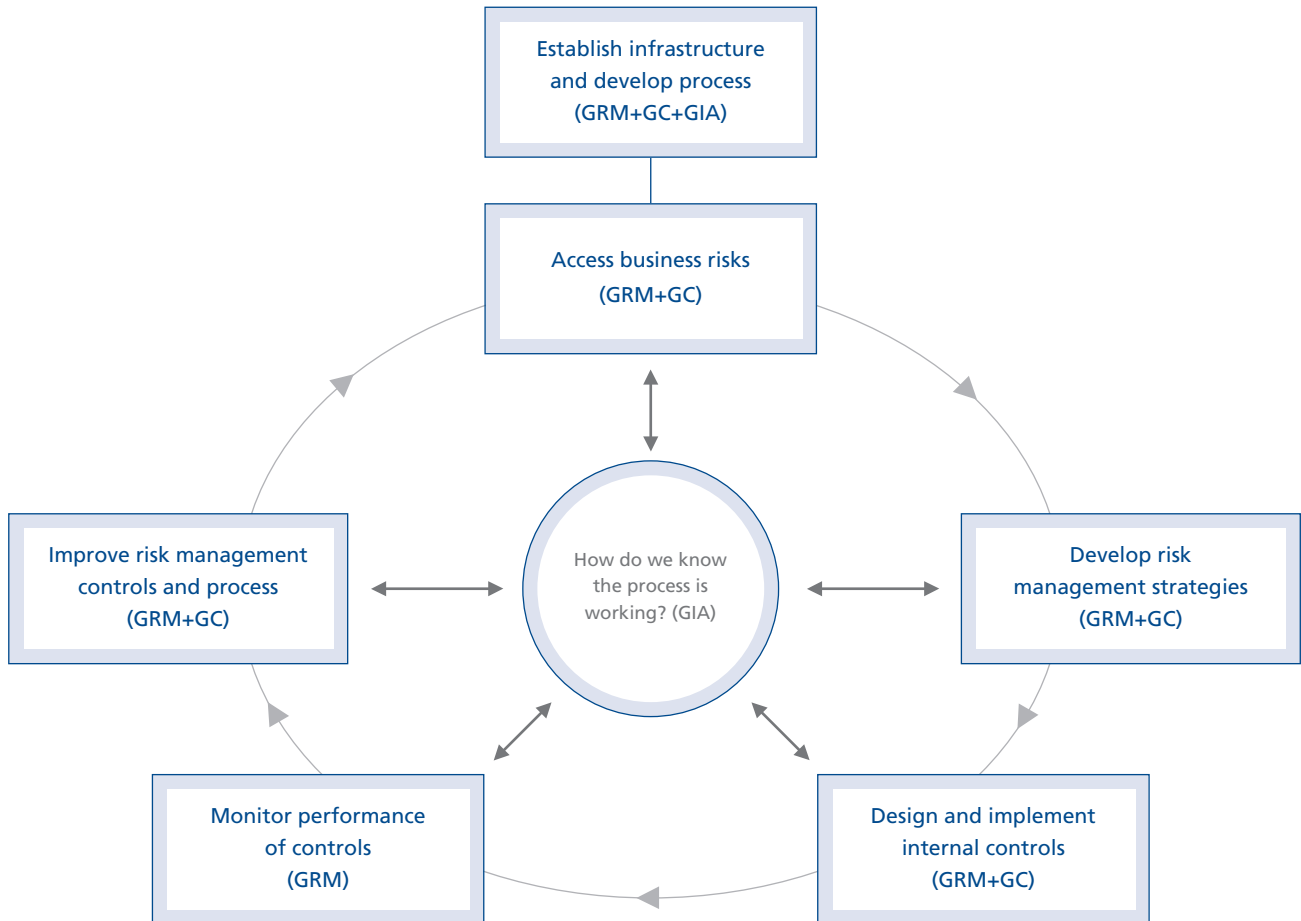 Establish infrastructure
and develop process
(GRM+GC+GIA)
Access business risks
(GRM+GC)
Improve risk management
controls and process
(GRM+GC)
How do we know
the process is
working? (GIA)
Develop risk
management strategies
(GRM+GC)
Monitor performance
of controls
(GRM)
Design and implement
internal controls
(GRM+GC)